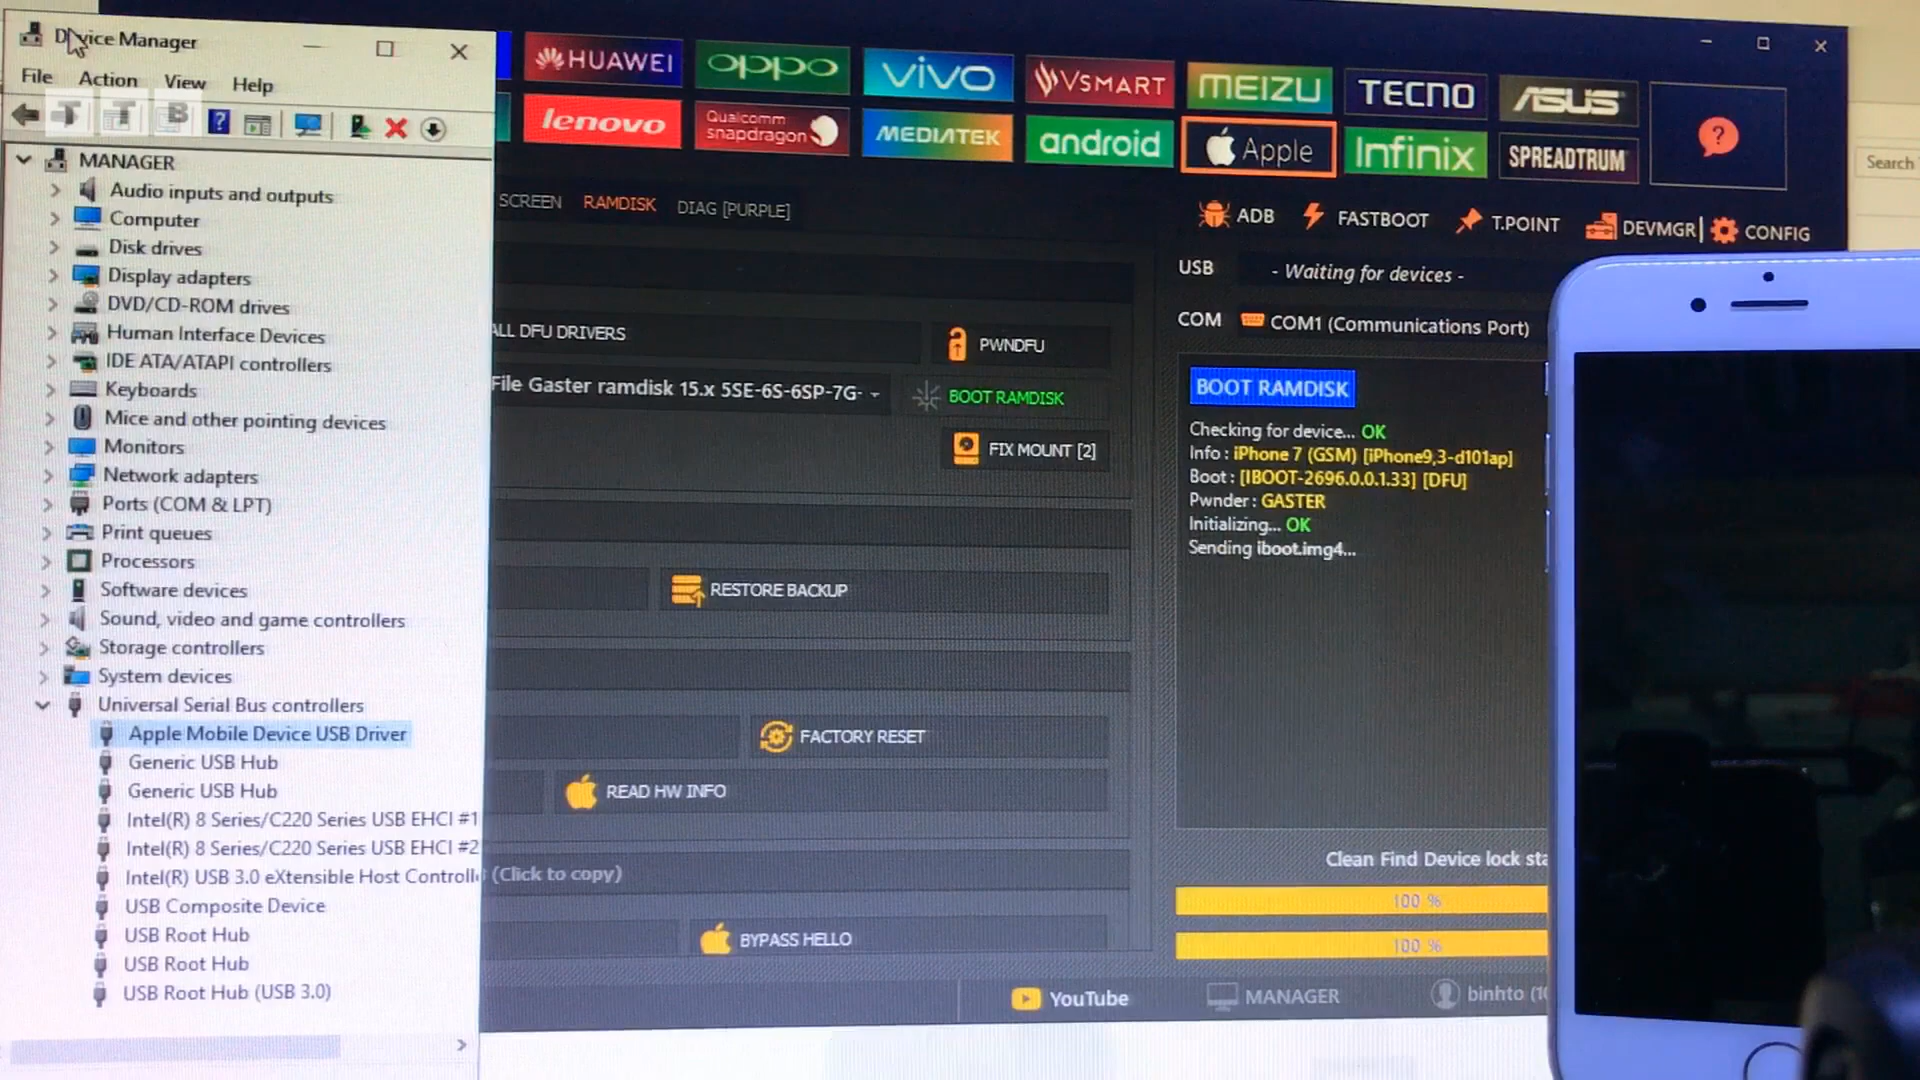 Device Manager
File Action View Help
MANAGER
Audio inputs and outputs
Computer
Disk drives
Display adapters
DVD/CD-ROM drives
Human Interface Devices
IDE ATA/ATAPI controllers
Keyboards
Mice and other pointing devices
Monitors
Network adapters
Ports (COM & LPT)
Print queues
Processors
Software devices
Sound, video and game controllers
Storage controllers
System devices
Universal Serial Bus controllers
Apple Mobile Device USB Driver
Generic USB Hub
Generic USB Hub
Intel(R) 8 Series/C220 Series USB EHCI #1
Intel(R) 8 Series/C220 Series USB EHCI #2
Intel(R) USB 3.0 eXtensible Host Controll
USB Composite Device
USB Root Hub
USB Root Hub
USB Root Hub (USB 3.0)
T T B
HUAWEI oppo vivo VSMART MEIZU TECNO ASUS
lenovo Qualcomm snapdragon MEDIATEK android Apple Infinix SPREADTRUM
?
Search
SCREEN RAMDISK DIAG [PURPLE]
ADB FASTBOOT T.POINT DEVMGR CONFIG
USB - Waiting for devices -
COM COM1 (Communications Port)
ALL DFU DRIVERS PWNDFU
File Gaster ramdisk 15.x 5SE-6S-6SP-7G- BOOT RAMDISK
FIX MOUNT [2]
RESTORE BACKUP
FACTORY RESET
READ HW INFO
(Click to copy)
BYPASS HELLO
BOOT RAMDISK
Checking for device... OK
Info : iPhone 7 (GSM) [iPhone9,3-d101ap]
Boot : [IBOOT-2696.0.0.1.33] [DFU]
Pwnder : GASTER
Initializing... OK
Sending iboot.img4...
Clean Find Device lock sta
100 %
100 %
YouTube MANAGER binhto (10